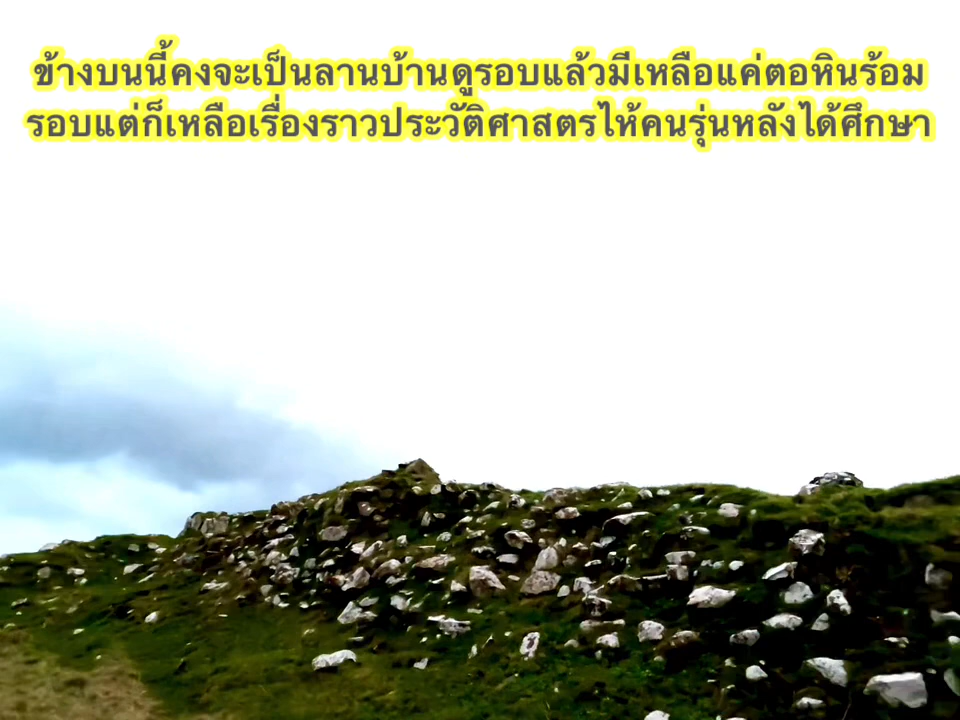 ข้างบนนี้คงจะเป็นลานบ้านดูรอบแล้วมีเหลือแค่ตอหินร้อม
รอบแต่ก็เหลือเรื่องราวประวัติศาสตรไห้คนรุ่นหลังได้ศึกษา